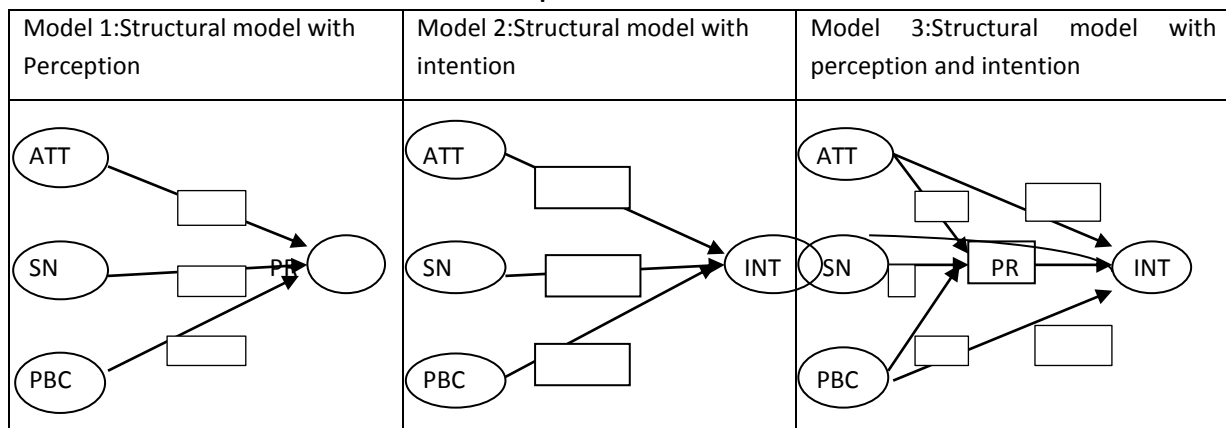 Model 1:Structural model with
Perception
Model 2:Structural model with
intention
Model 3:Structural model with
perception and intention
ATT
SN
PR
PBC
ATT
SN
INT
PBC
ATT
SN
PR
INT
PBC